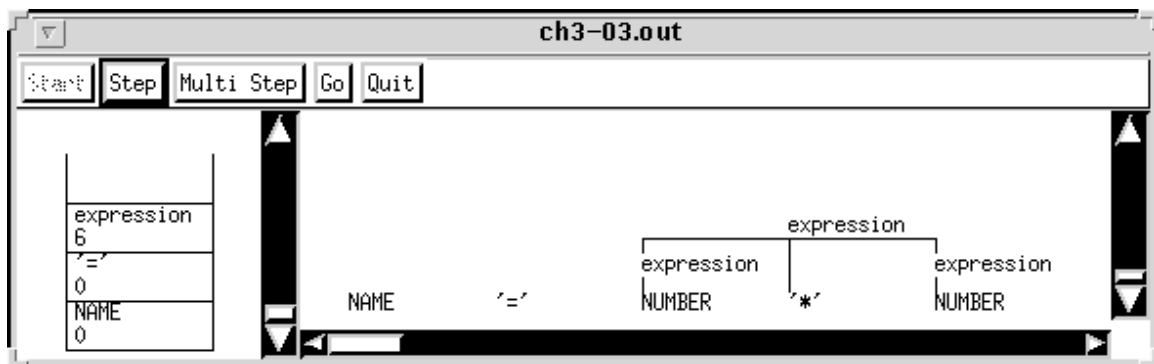 ch3-03.out
Start Step Multi Step Go Quit
expression
6
'='
0
NAME
0
expression
expression expression
NAME '=' NUMBER '*' NUMBER